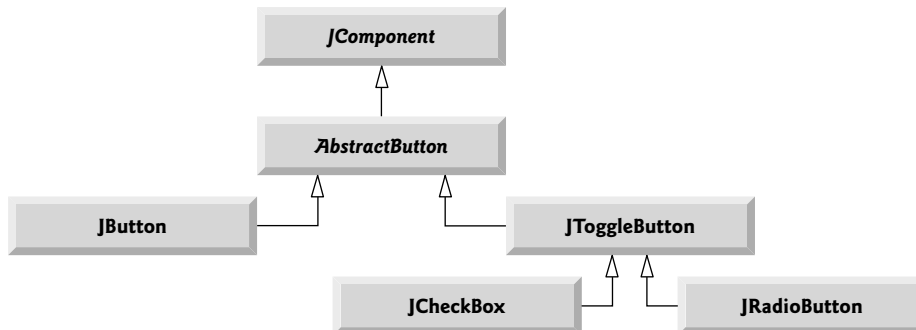 JComponent
AbstractButton
JButton
JToggleButton
JCheckBox
JRadioButton